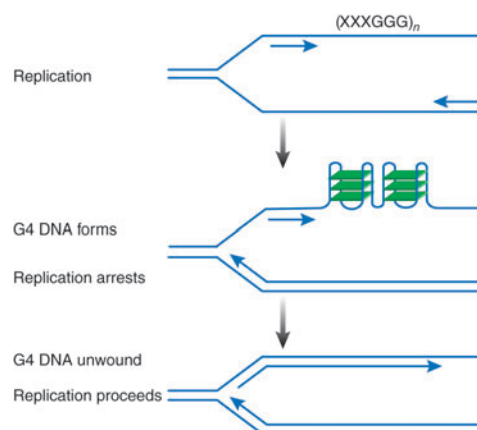 (XXXGGG)n
Replication
G4 DNA forms
Replication arrests
G4 DNA unwound
Replication proceeds